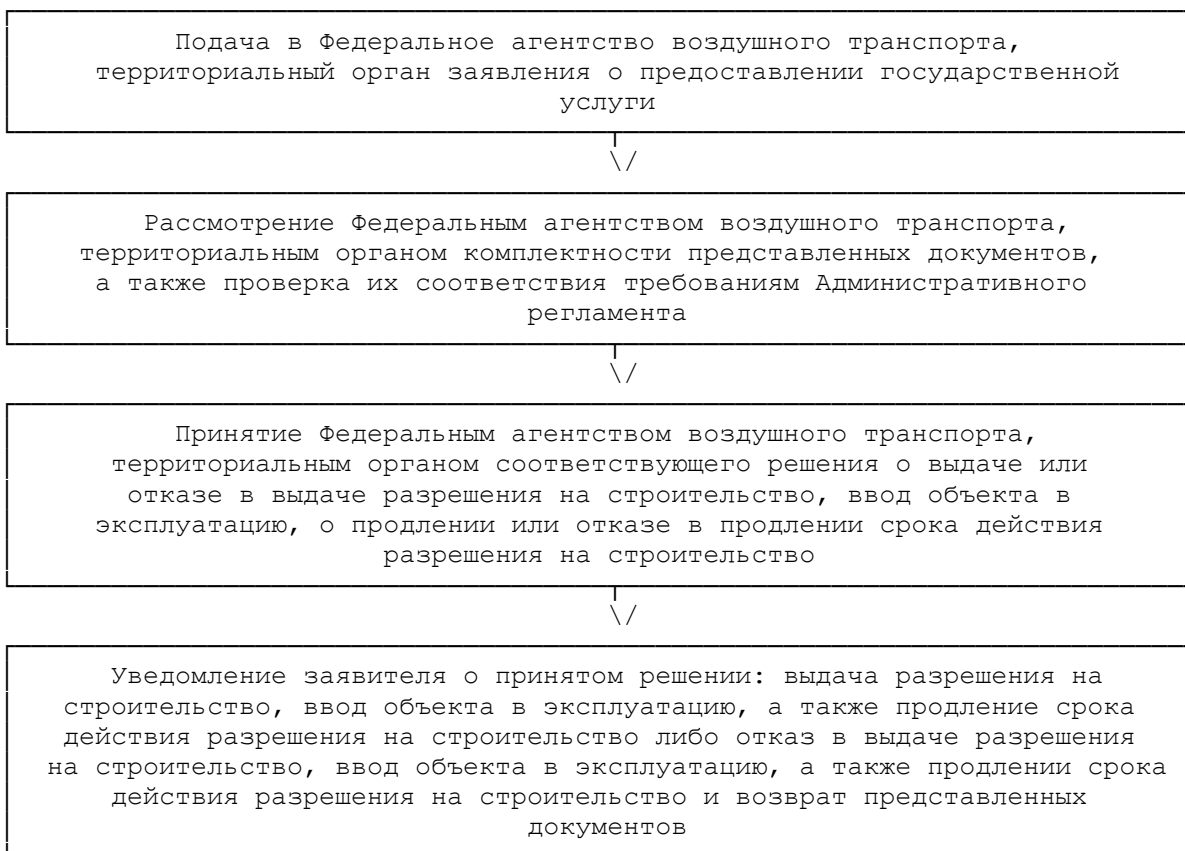 Подача в Федеральное агентство воздушного транспорта,
территориальный орган заявления о предоставлении государственной
услуги
\/
Рассмотрение Федеральным агентством воздушного транспорта,
территориальным органом комплектности представленных документов,
а также проверка их соответствия требованиям Административного
регламента
\/
Принятие Федеральным агентством воздушного транспорта,
территориальным органом соответствующего решения о выдаче или
отказе в выдаче разрешения на строительство, ввод объекта в
эксплуатацию, о продлении или отказе в продлении срока действия
разрешения на строительство
\/
Уведомление заявителя о принятом решении: выдача разрешения на
строительство, ввод объекта в эксплуатацию, а также продление срока
действия разрешения на строительство либо отказ в выдаче разрешения
на строительство, ввод объекта в эксплуатацию, а также продлении срока
действия разрешения на строительство и возврат представленных
документов